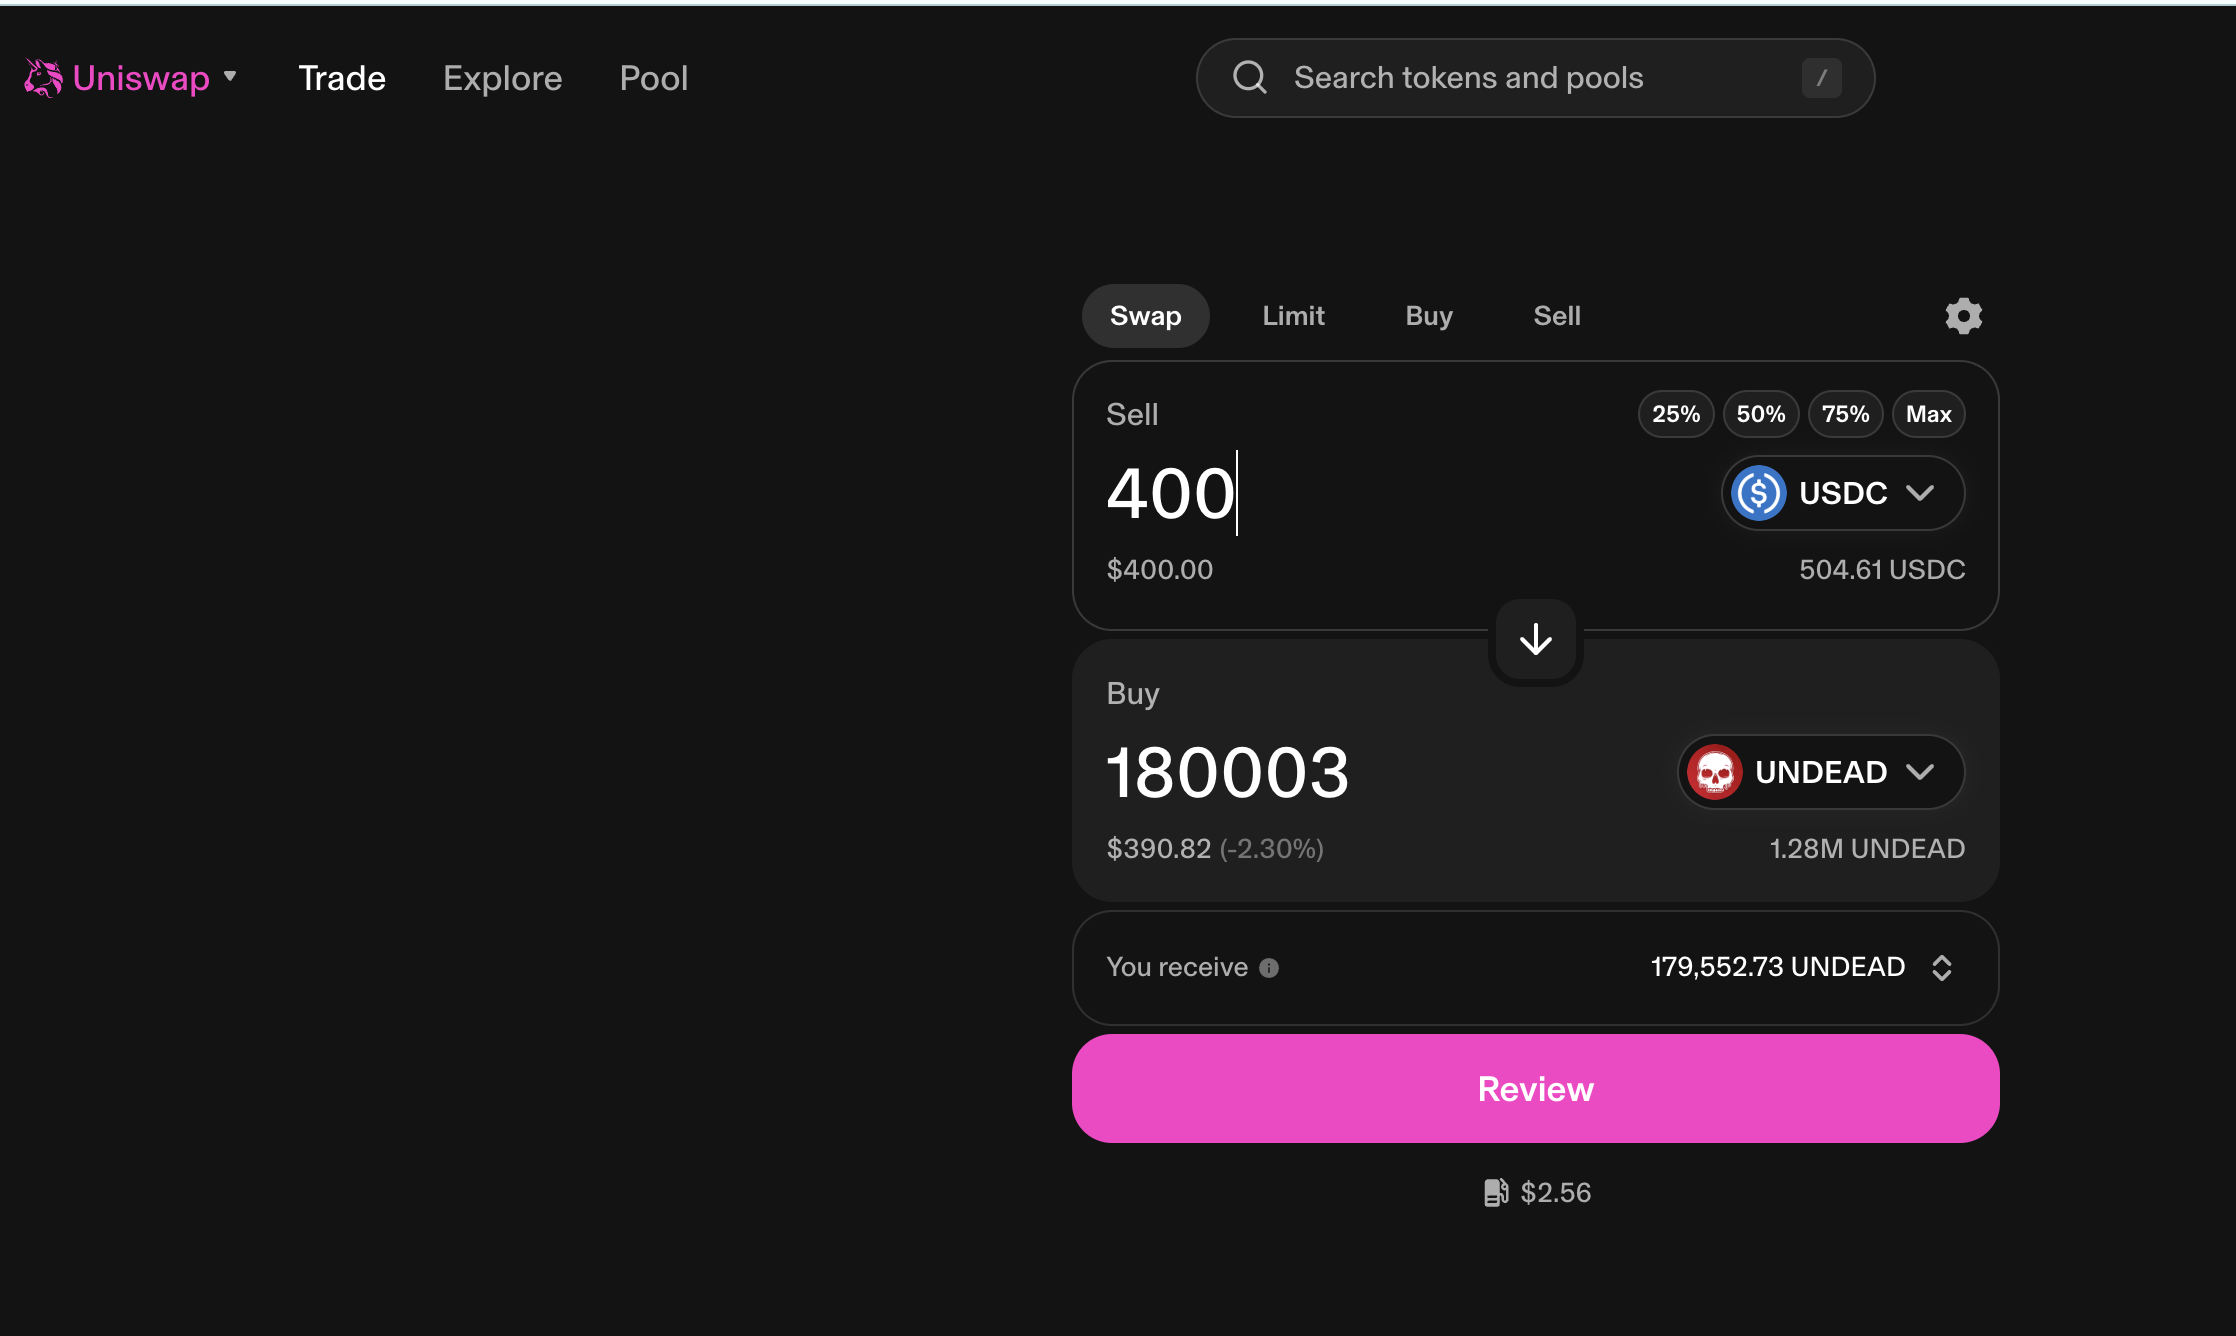 Uniswap Trade Explore Pool Search tokens and pools /
Swap Limit Buy Sell
Sell 25% 50% 75% Max
400 USDC
$400.00 504.61 USDC
Buy
180003 UNDEAD
$390.82 (-2.30%) 1.28M UNDEAD
You receive 179,552.73 UNDEAD
Review
$2.56